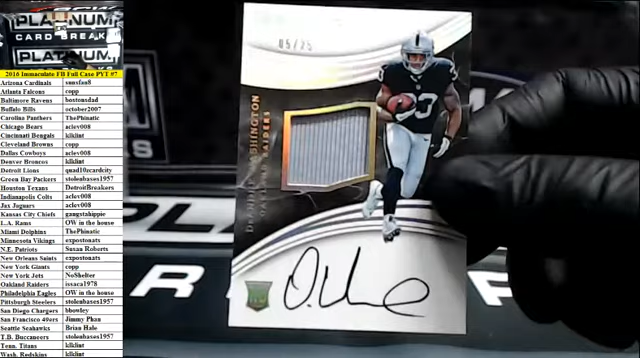 PLATINUM
CARD BREAK
PLATINUM
2016 Immaculate FB Full Case PYT #7
Arizona Cardinals sunsfan8
Atlanta Falcons copp
Baltimore Ravens bostonsdad
Buffalo Bills october2007
Carolina Panthers ThePhinatic
Chicago Bears aclev008
Cincinnati Bengals klklint
Cleveland Browns copp
Dallas Cowboys aclev008
Denver Broncos klklint
Detroit Lions quad10cardcity
Green Bay Packers stolenbases1957
Houston Texans DetroitBreakers
Indianapolis Colts aclev008
Jax Jaguars aclev008
Kansas City Chiefs gangstahippie
L.A. Rams OW in the house
Miami Dolphins ThePhinatic
Minnesota Vikings expostonats
N.E. Patriots Susan Roberts
New Orleans Saints expostonats
New York Giants copp
New York Jets NoShelter
Oakland Raiders issaca1978
Philadelphia Eagles OW in the house
Pittsburgh Steelers stolenbases1957
San Diego Chargers bbowley
San Francisco 49ers Jimmy Phan
Seattle Seahawks Brian Hale
T.B. Buccaneers stolenbases1957
Tenn. Titans klklint
Wash. Redskins klklint
05/25
33